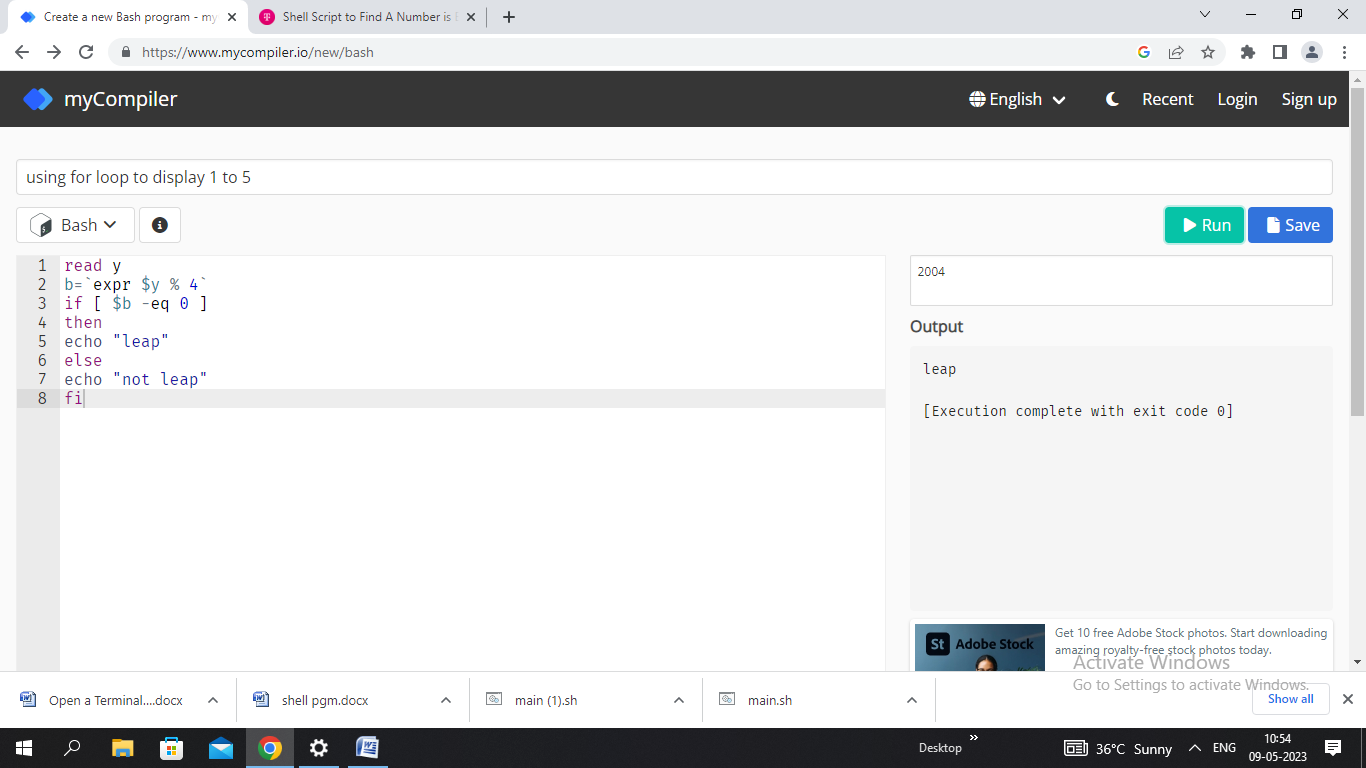 Create a new Bash program - my
Shell Script to Find A Number is
https://www.mycompiler.io/new/bash
myCompiler
English
Recent
Login
Sign up
using for loop to display 1 to 5
Bash
Run
Save
1 read y
2 b=`expr $y % 4`
3 if [ $b -eq 0 ]
4 then
5 echo "leap"
6 else
7 echo "not leap"
8 fi
2004
Output
leap
[Execution complete with exit code 0]
St Adobe Stock
Get 10 free Adobe Stock photos. Start downloading
amazing royalty-free stock photos today.
Activate Windows
Go to Settings to activate Windows.
Open a Terminal....docx
shell pgm.docx
main (1).sh
main.sh
Show all
Desktop
36°C Sunny
ENG
10:54
09-05-2023